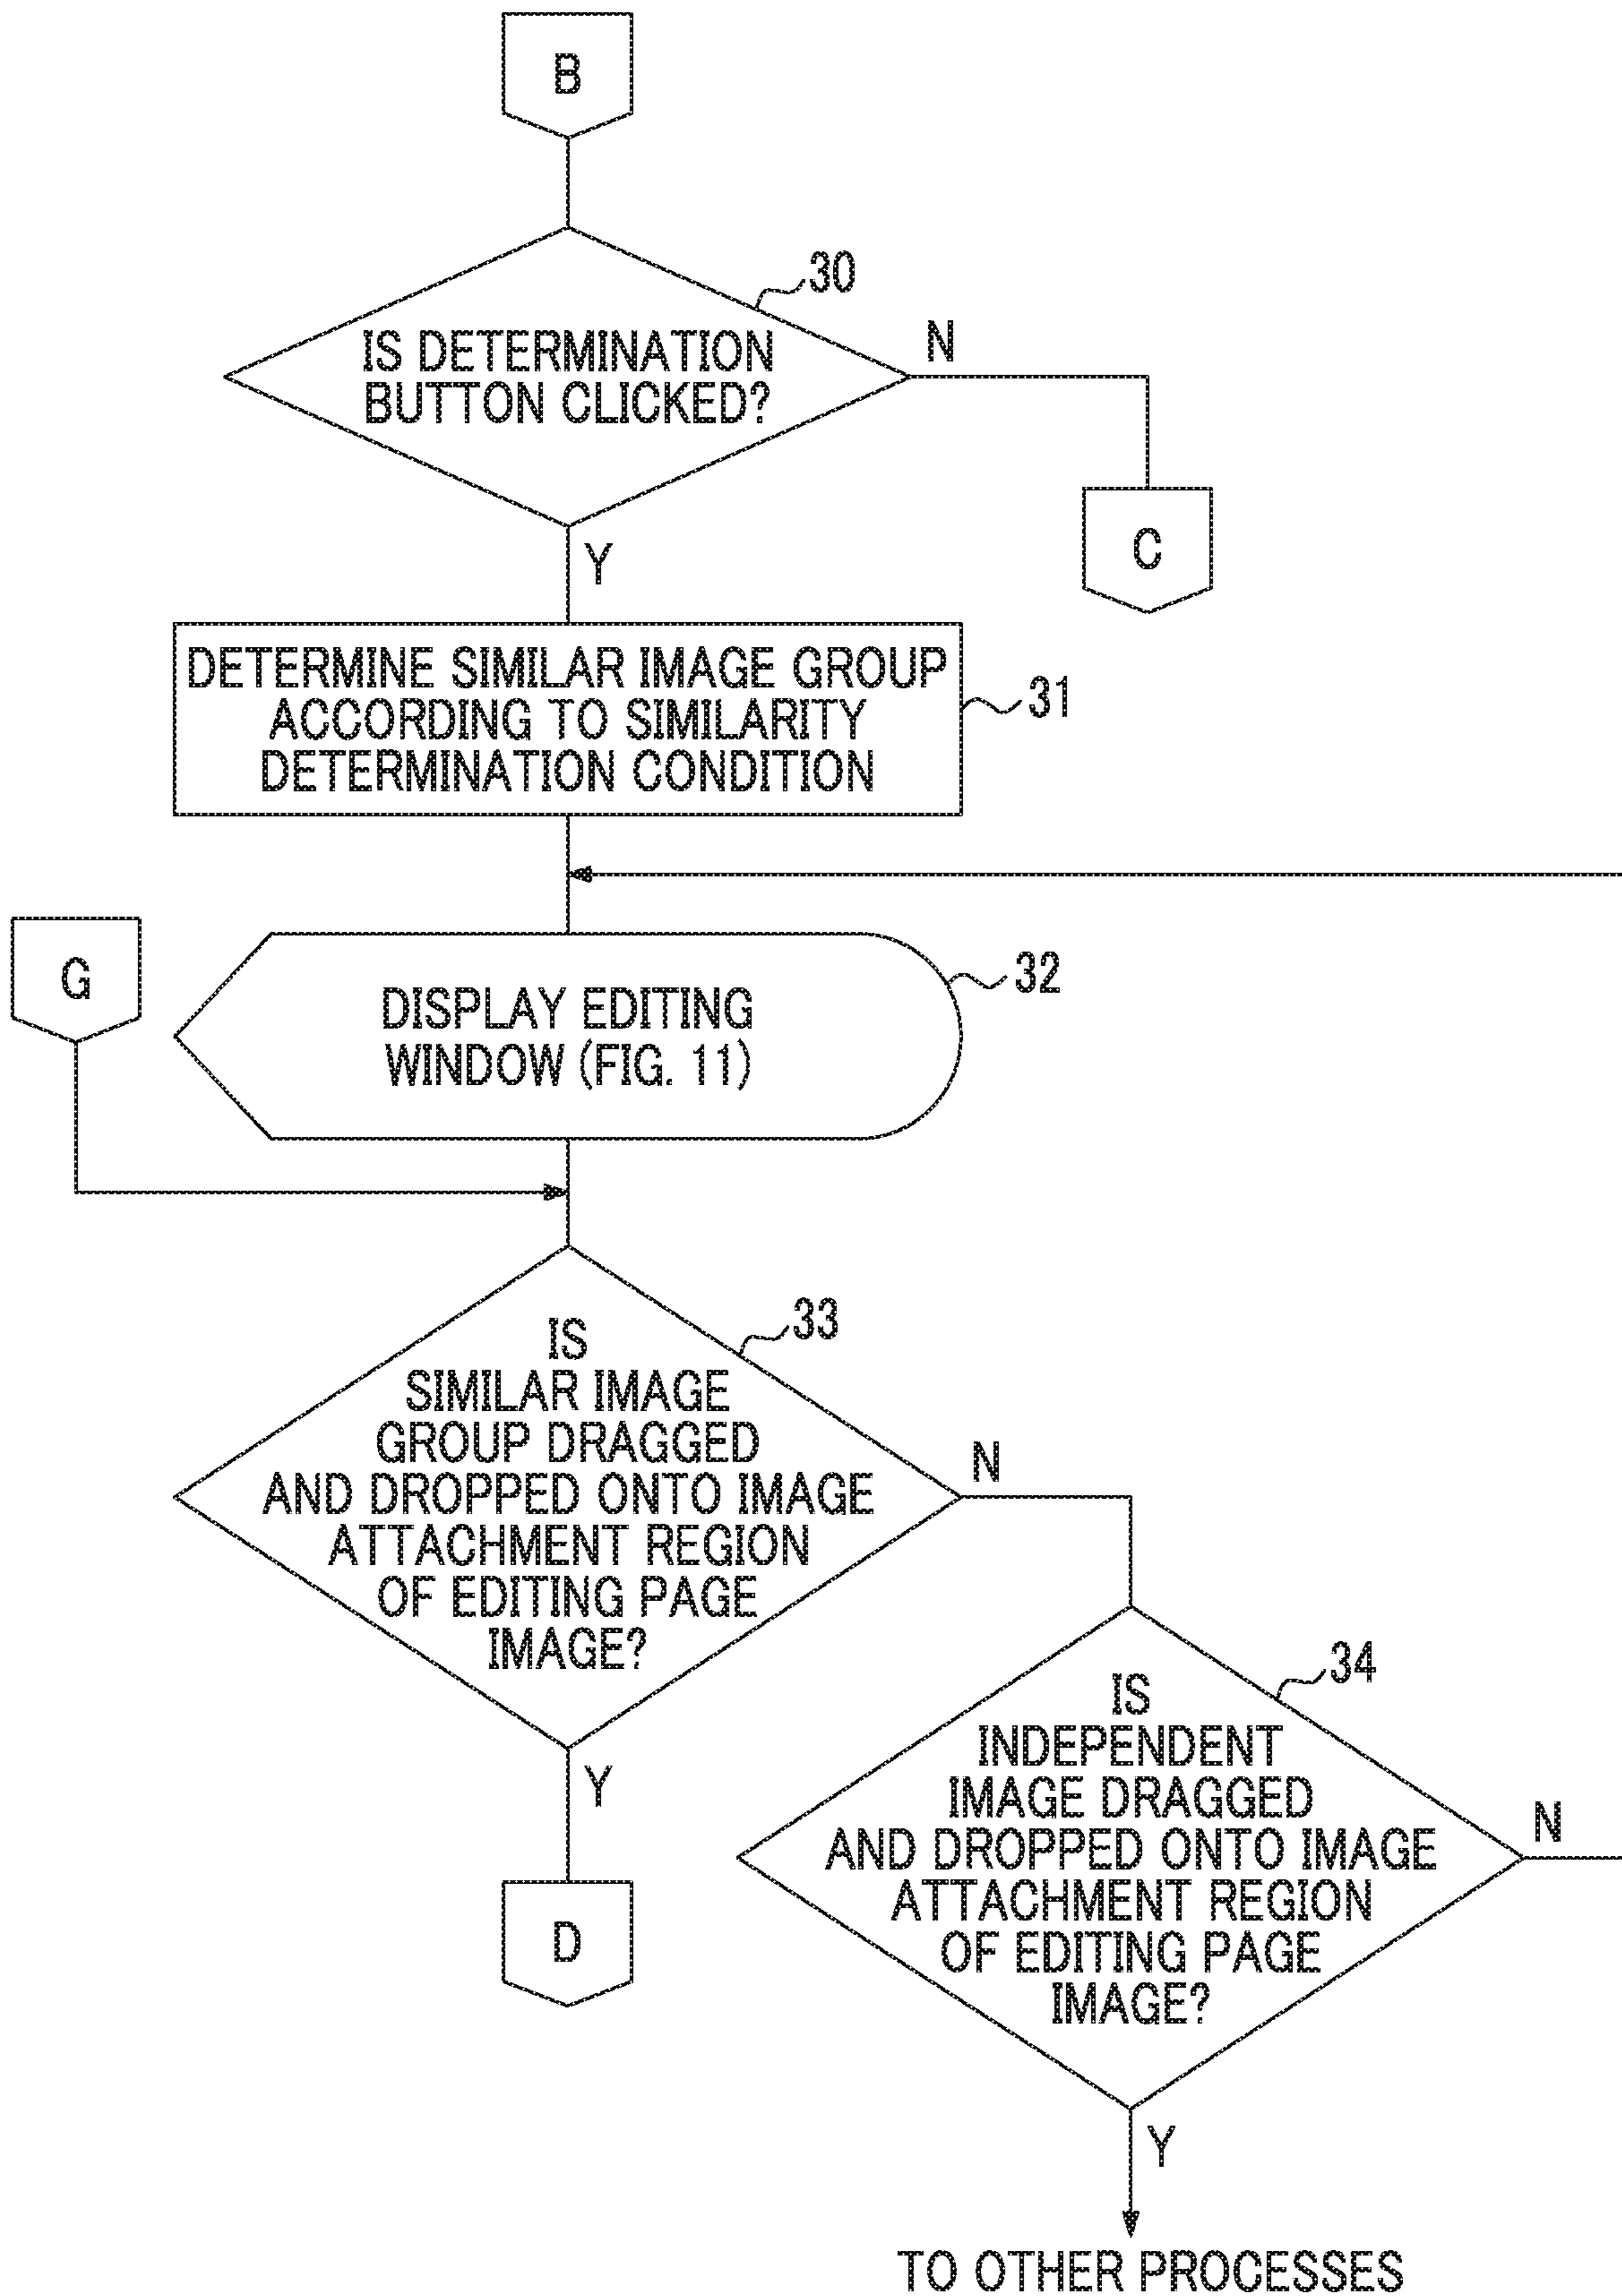 B
30
IS DETERMINATION
BUTTON CLICKED?
N
C
Y
DETERMINE SIMILAR IMAGE GROUP
ACCORDING TO SIMILARITY
DETERMINATION CONDITION
31
G
DISPLAY EDITING
WINDOW (FIG. 11)
32
33
IS
SIMILAR IMAGE
GROUP DRAGGED
AND DROPPED ONTO IMAGE
ATTACHMENT REGION
OF EDITING PAGE
IMAGE?
N
Y
D
34
IS
INDEPENDENT
IMAGE DRAGGED
AND DROPPED ONTO IMAGE
ATTACHMENT REGION
OF EDITING PAGE
IMAGE?
N
Y
TO OTHER PROCESSES